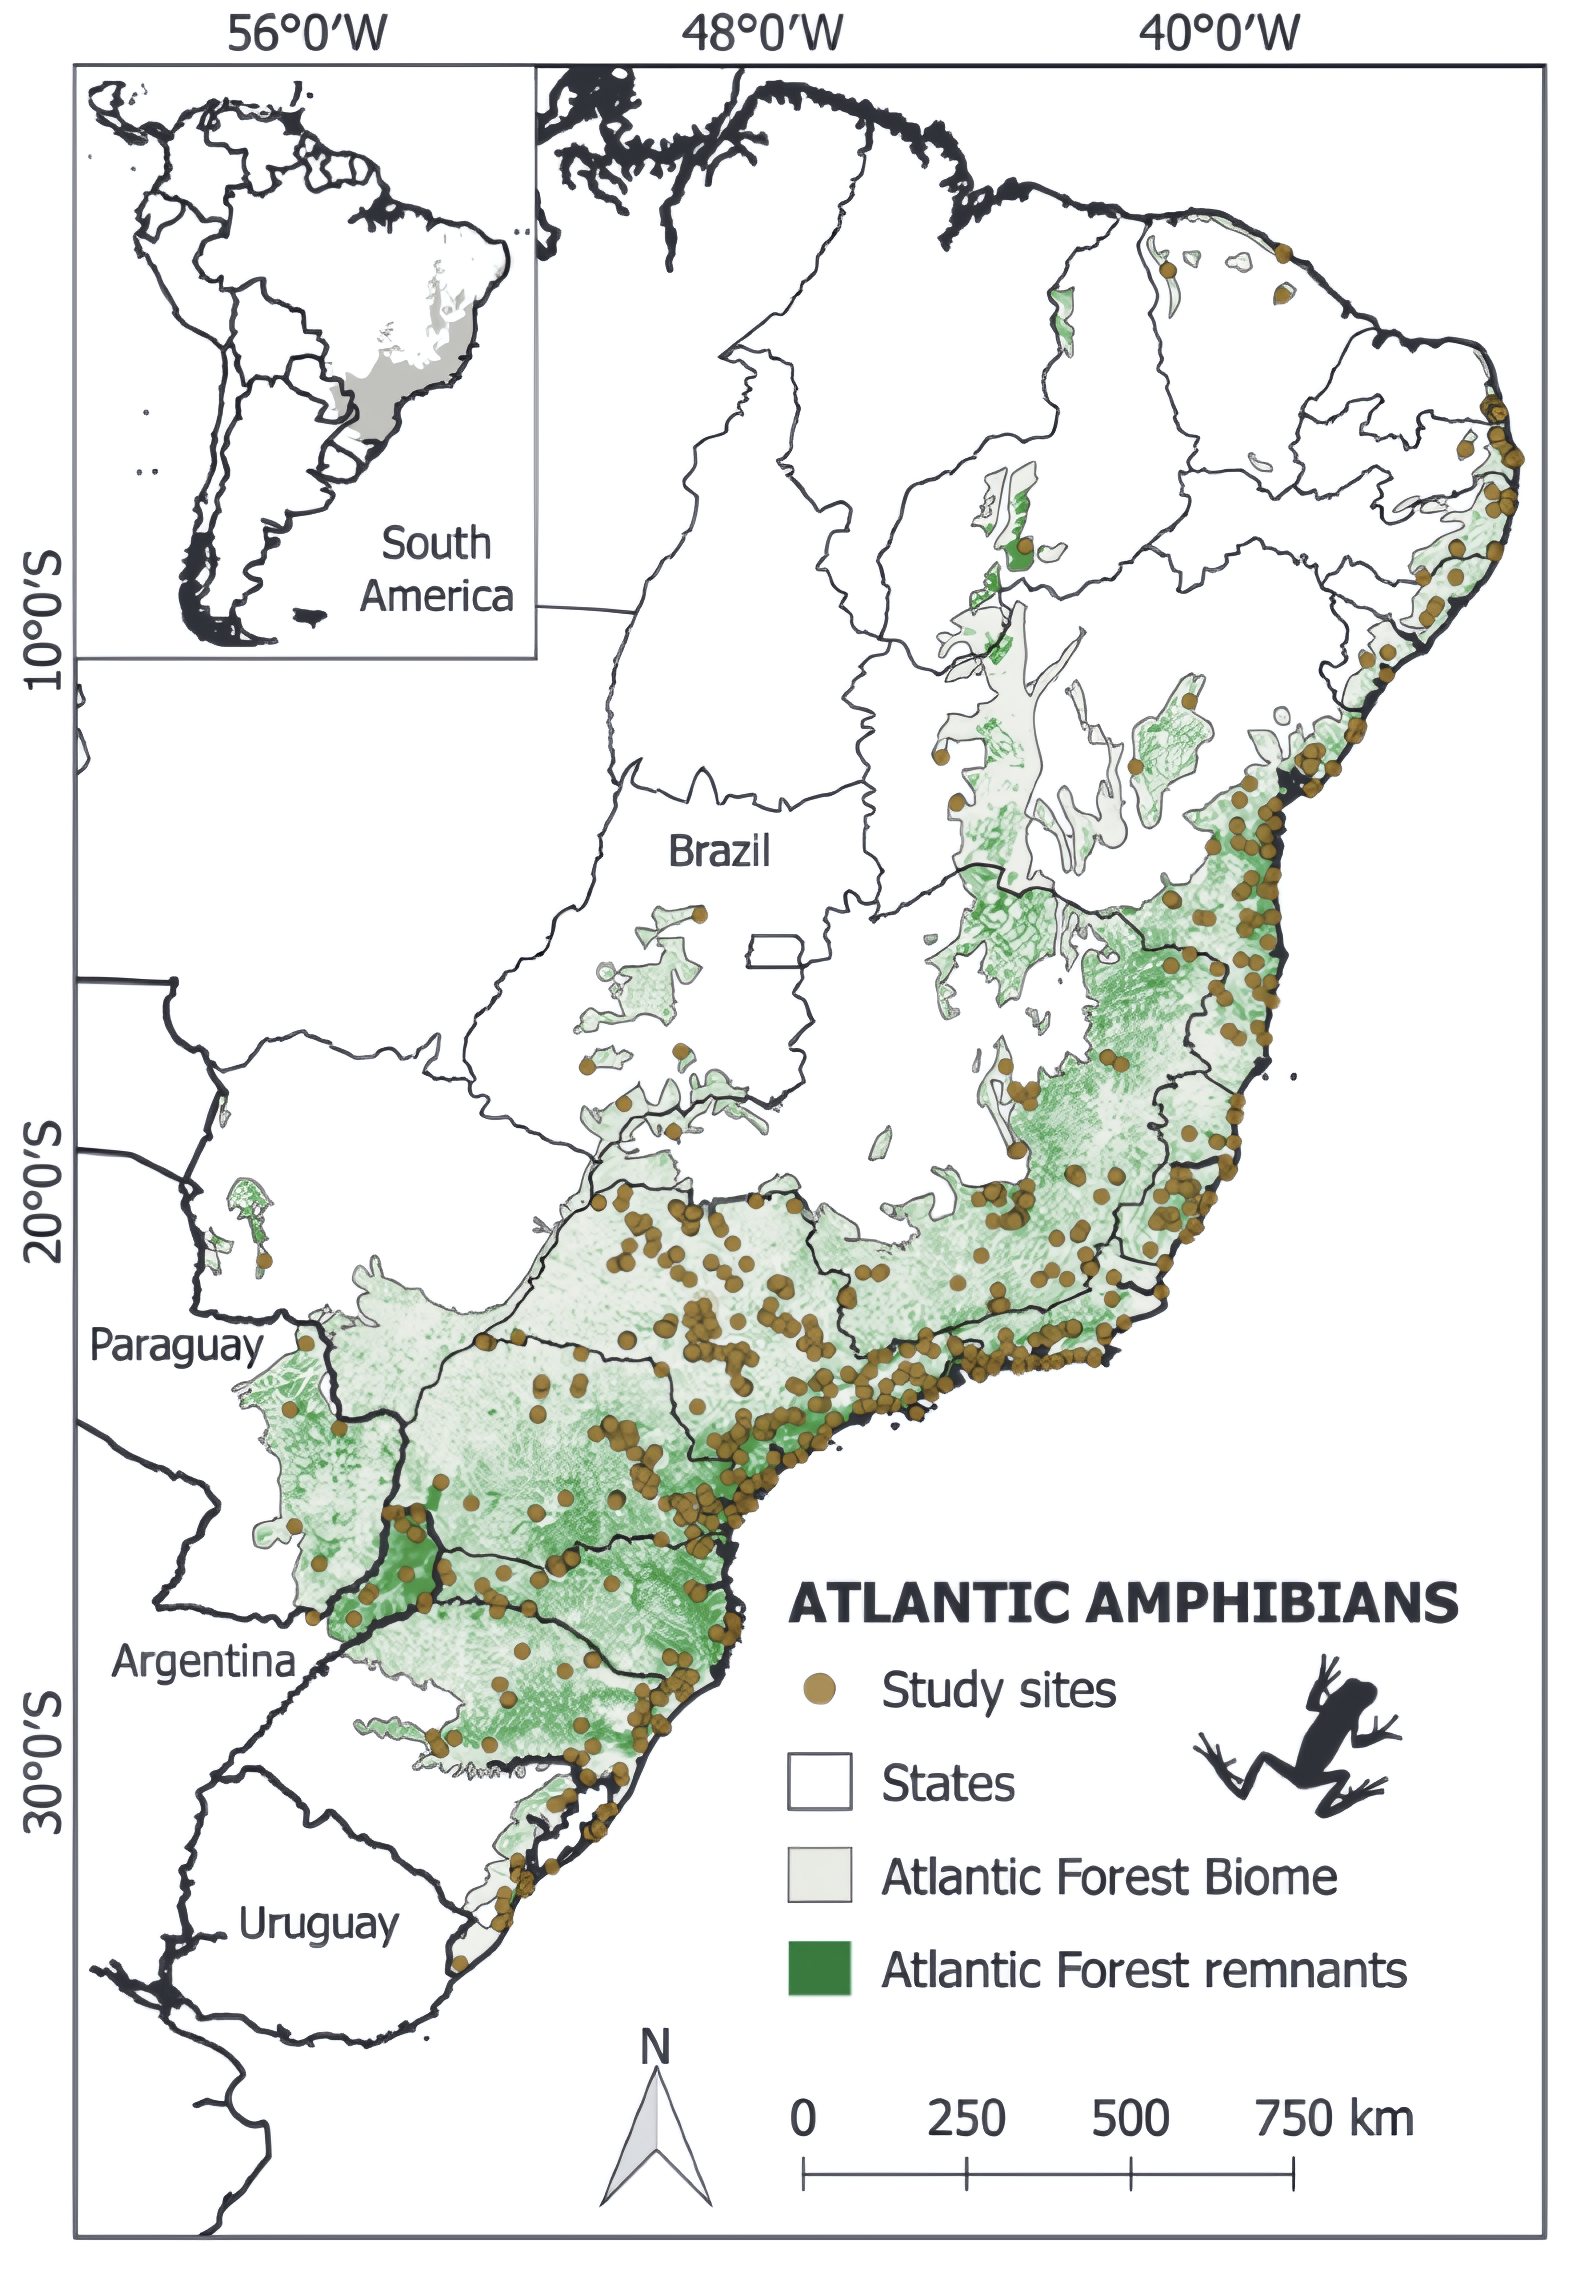 56°0′W 48°0′W 40°0′W
South
America
10°0′S
Brazil
20°0′S
Paraguay
ATLANTIC AMPHIBIANS
Argentina
Study sites
30°0′S
States
Atlantic Forest Biome
Uruguay
Atlantic Forest remnants
N
0 250 500 750 km